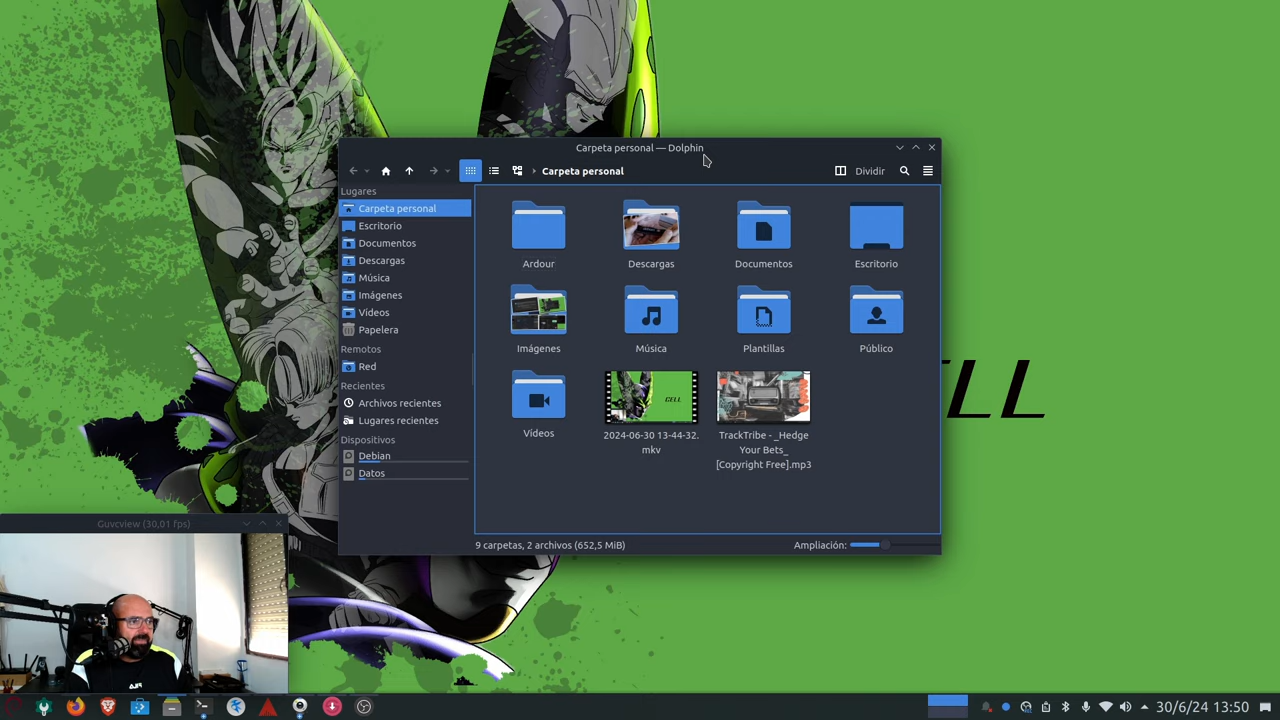 Carpeta personal — Dolphin
Carpeta personal
Dividir
Lugares
Carpeta personal
Escritorio
Documentos
Descargas
Música
Imágenes
Vídeos
Papelera
Remotos
Red
Recientes
Archivos recientes
Lugares recientes
Dispositivos
Debian
Datos
Ardour
Descargas
Documentos
Escritorio
Imágenes
Música
Plantillas
Público
Vídeos
2024-06-30 13-44-32.
mkv
TrackTribe - _Hedge
Your Bets_
[Copyright Free].mp3
CELL
9 carpetas, 2 archivos (652,5 MiB)
Ampliación:
ELL
Guvcview (30,01 fps)
30/6/24 13:50